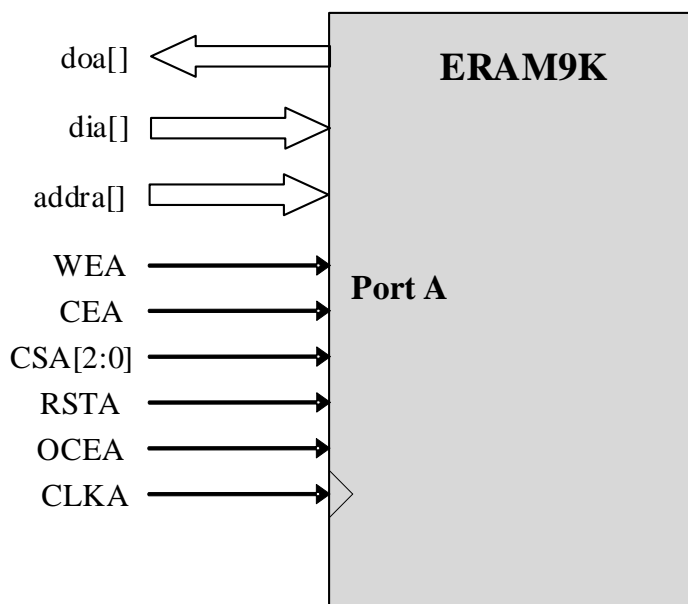 doa[]
ERAM9K
dia[]
addra[]
WEA
Port A
CEA
CSA[2:0]
RSTA
OCEA
CLKA